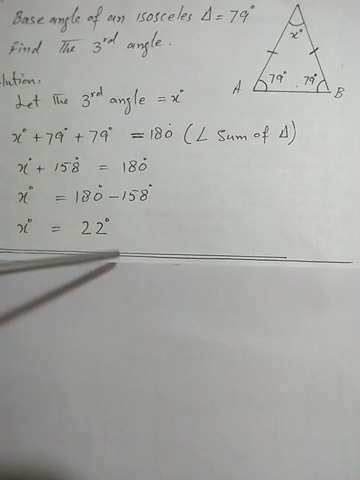 Base angle of an isosceles Δ = 79°
Find The 3rd angle.
x°
olution:
Let The 3rd angle = x°
A 79° 79° B
x° + 79° + 79° = 180° (∠ Sum of Δ)
x° + 158° = 180°
x° = 180° - 158°
x° = 22°